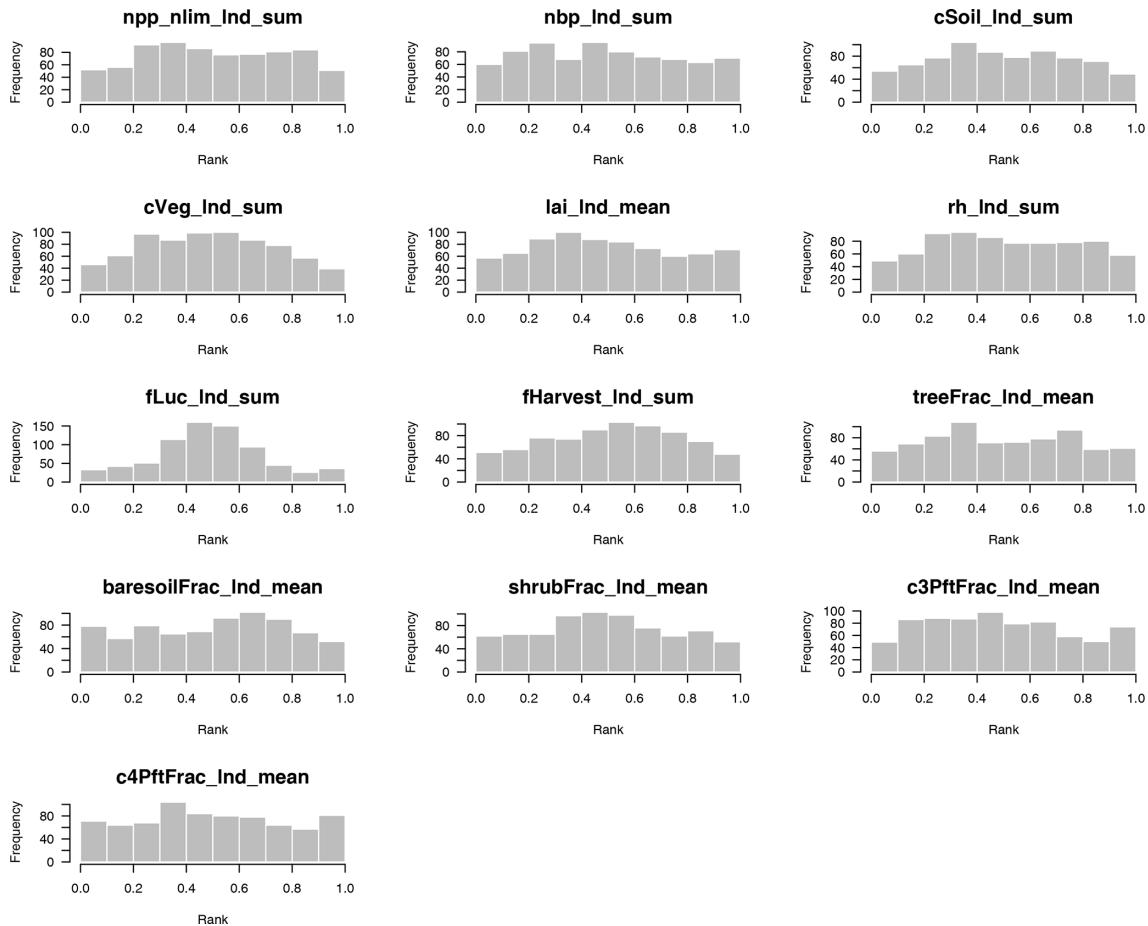 npp_nlim_lnd_sum
Frequency
0 20 40 60 80
0.0 0.2 0.4 0.6 0.8 1.0
Rank
nbp_lnd_sum
Frequency
0 20 40 60 80
0.0 0.2 0.4 0.6 0.8 1.0
Rank
cSoil_lnd_sum
Frequency
0 40 80
0.0 0.2 0.4 0.6 0.8 1.0
Rank
cVeg_lnd_sum
Frequency
0 20 40 60 80 100
0.0 0.2 0.4 0.6 0.8 1.0
Rank
lai_lnd_mean
Frequency
0 20 40 60 80 100
0.0 0.2 0.4 0.6 0.8 1.0
Rank
rh_lnd_sum
Frequency
0 20 40 60 80
0.0 0.2 0.4 0.6 0.8 1.0
Rank
fLuc_lnd_sum
Frequency
0 50 100 150
0.0 0.2 0.4 0.6 0.8 1.0
Rank
fHarvest_lnd_sum
Frequency
0 40 80
0.0 0.2 0.4 0.6 0.8 1.0
Rank
treeFrac_lnd_mean
Frequency
0 40 80
0.0 0.2 0.4 0.6 0.8 1.0
Rank
baresoilFrac_lnd_mean
Frequency
0 40 80
0.0 0.2 0.4 0.6 0.8 1.0
Rank
shrubFrac_lnd_mean
Frequency
0 40 80
0.0 0.2 0.4 0.6 0.8 1.0
Rank
c3PftFrac_lnd_mean
Frequency
0 20 40 60 80 100
0.0 0.2 0.4 0.6 0.8 1.0
Rank
c4PftFrac_lnd_mean
Frequency
0 40 80
0.0 0.2 0.4 0.6 0.8 1.0
Rank